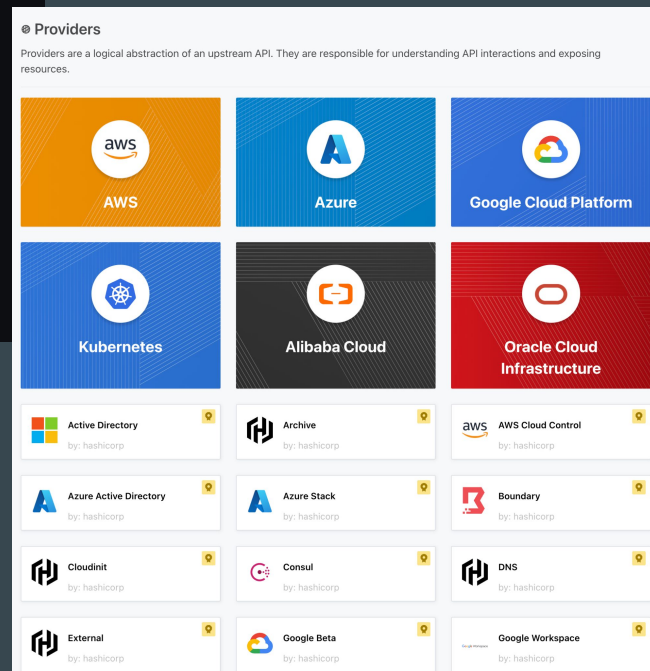 Providers
Providers are a logical abstraction of an upstream API. They are responsible for understanding API interactions and exposing
resources.
aws
AWS
Azure
Google Cloud Platform
Kubernetes
Alibaba Cloud
Oracle Cloud
Infrastructure
Active Directory
by: hashicorp
Archive
by: hashicorp
aws
AWS Cloud Control
by: hashicorp
Azure Active Directory
by: hashicorp
Azure Stack
by: hashicorp
Boundary
by: hashicorp
Cloudinit
by: hashicorp
Consul
by: hashicorp
DNS
by: hashicorp
External
by: hashicorp
Google Beta
by: hashicorp
Google Workspace
Google Workspace
by: hashicorp